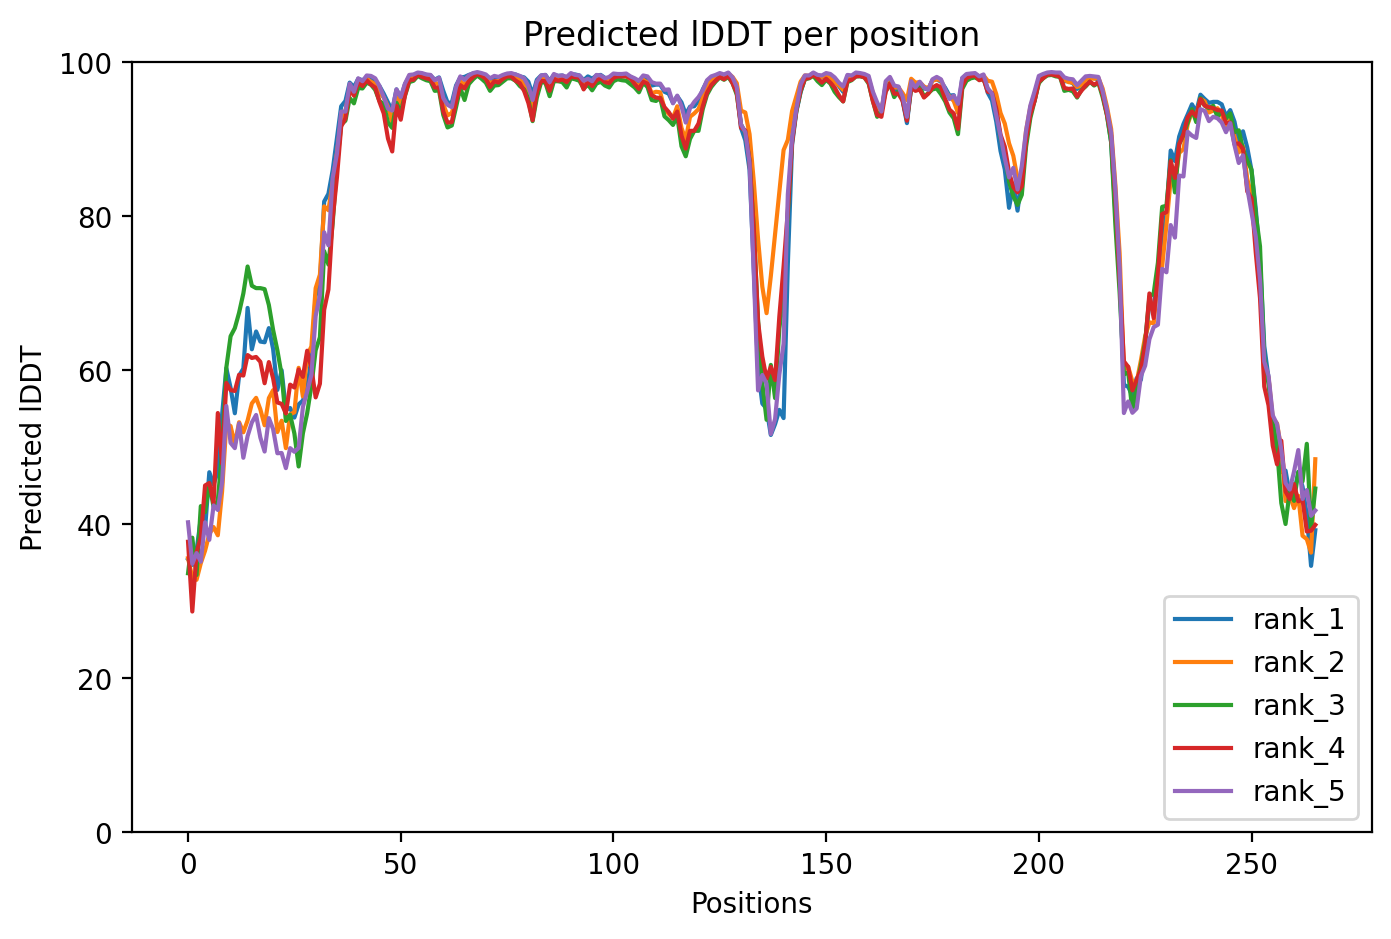 Predicted lDDT per position
100
80
60
40
20
0
Predicted lDDT
0 50 100 150 200 250
Positions
rank_1
rank_2
rank_3
rank_4
rank_5